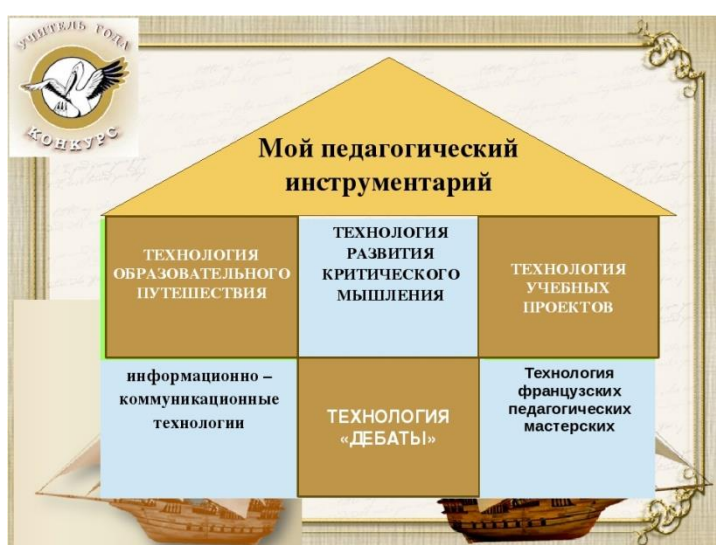 УЧИТЕЛЬ ГОДА
КОНКУРС
Мой педагогический
инструментарий
ТЕХНОЛОГИЯ
ОБРАЗОВАТЕЛЬНОГО
ПУТЕШЕСТВИЯ
ТЕХНОЛОГИЯ
РАЗВИТИЯ
КРИТИЧЕСКОГО
МЫШЛЕНИЯ
ТЕХНОЛОГИЯ
УЧЕБНЫХ
ПРОЕКТОВ
информационно –
коммуникационные
технологии
ТЕХНОЛОГИЯ
«ДЕБАТЫ»
Технология
французских
педагогических
мастерских